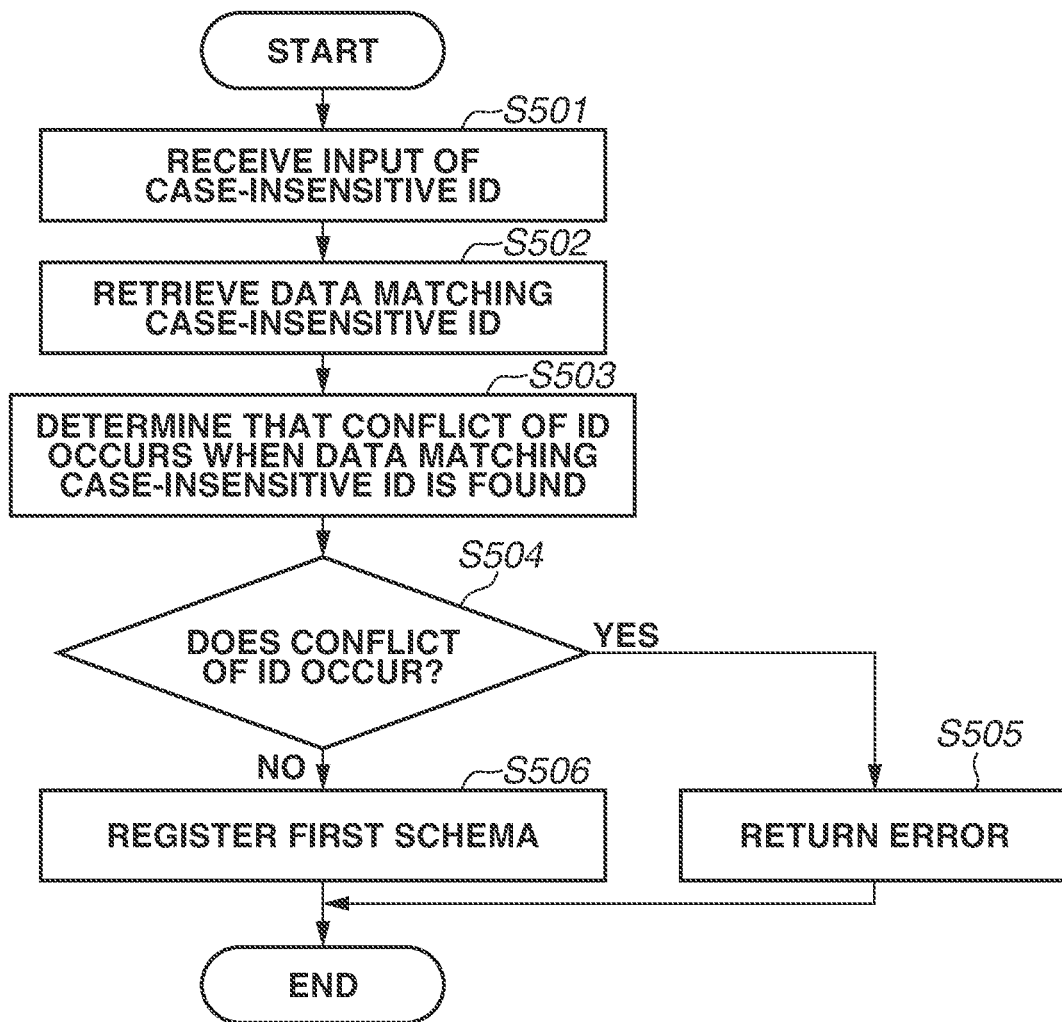 START
S501
RECEIVE INPUT OF
CASE-INSENSITIVE ID
S502
RETRIEVE DATA MATCHING
CASE-INSENSITIVE ID
S503
DETERMINE THAT CONFLICT OF ID
OCCURS WHEN DATA MATCHING
CASE-INSENSITIVE ID IS FOUND
S504
DOES CONFLICT
OF ID OCCUR?
YES
NO
S505
S506
REGISTER FIRST SCHEMA
RETURN ERROR
END